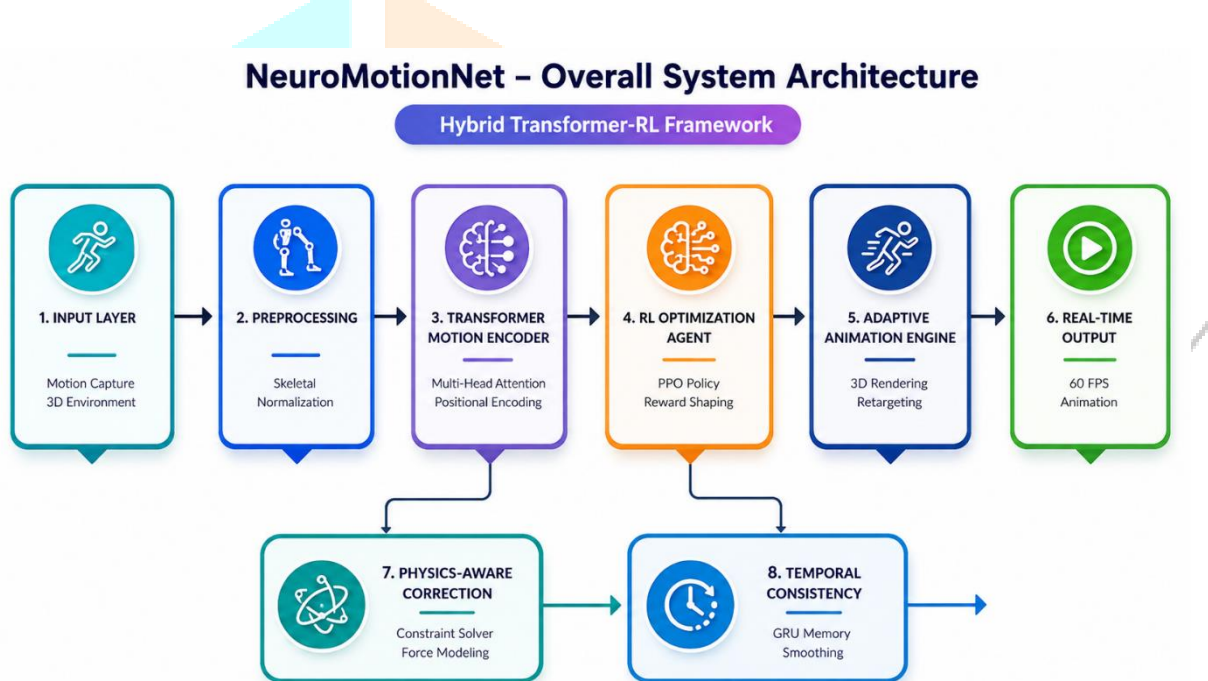 NeuroMotionNet – Overall System Architecture
Hybrid Transformer-RL Framework
1. INPUT LAYER
Motion Capture
3D Environment
2. PREPROCESSING
Skeletal
Normalization
3. TRANSFORMER
MOTION ENCODER
Multi-Head Attention
Positional Encoding
4. RL OPTIMIZATION
AGENT
PPO Policy
Reward Shaping
5. ADAPTIVE
ANIMATION ENGINE
3D Rendering
Retargeting
6. REAL-TIME
OUTPUT
60 FPS
Animation
7. PHYSICS-AWARE
CORRECTION
Constraint Solver
Force Modeling
8. TEMPORAL
CONSISTENCY
GRU Memory
Smoothing